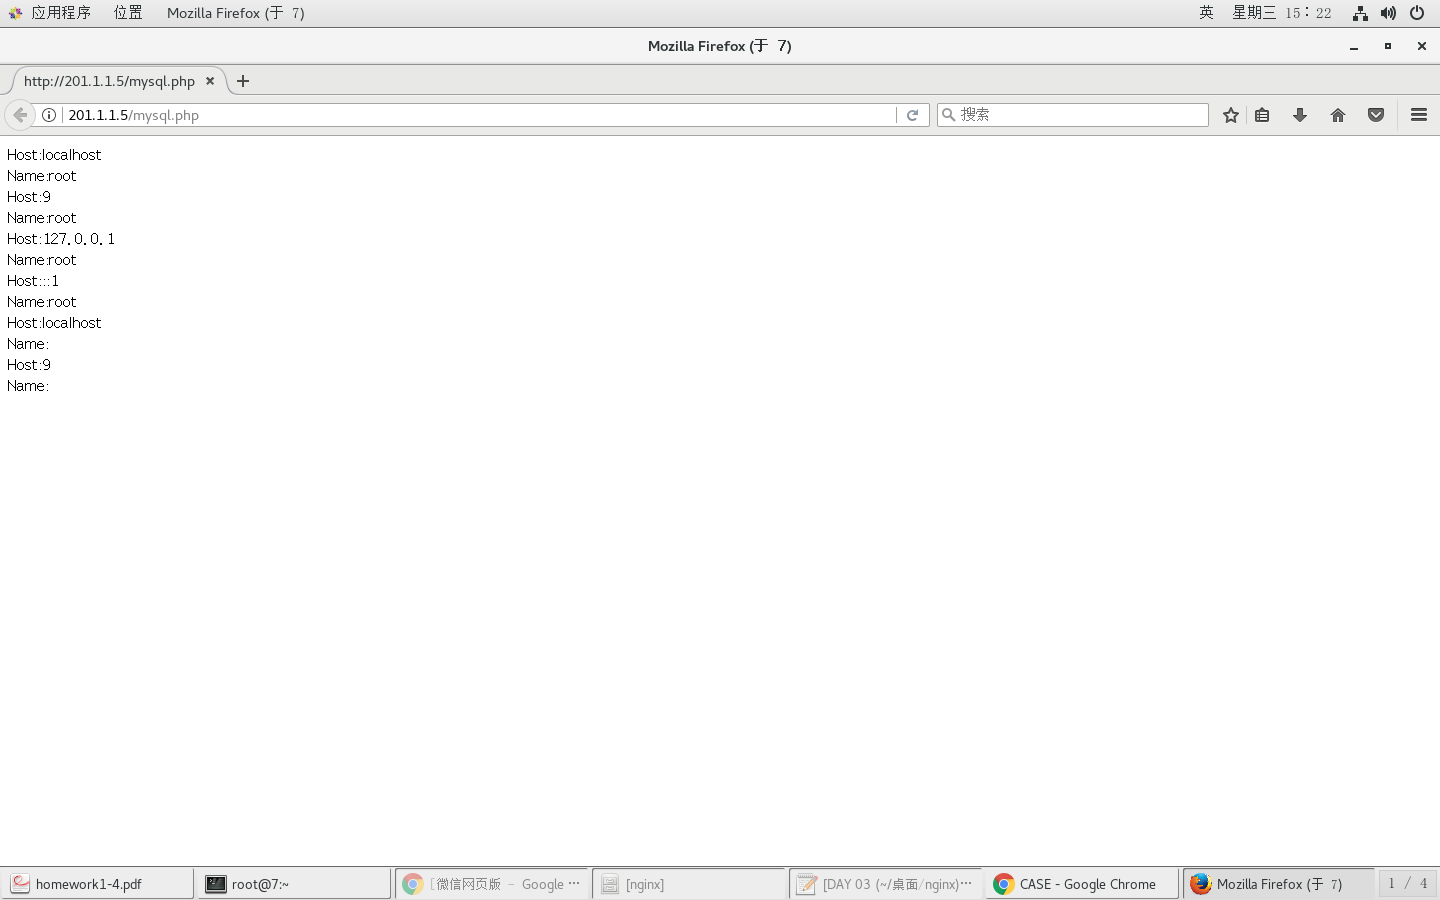 应用程序 位置 Mozilla Firefox (于 7) 英 星期三 15：22
Mozilla Firefox (于 7)
http://201.1.1.5/mysql.php
201.1.1.5/mysql.php 搜索
Host:localhost
Name:root
Host:9
Name:root
Host:127.0.0.1
Name:root
Host:::1
Name:root
Host:localhost
Name:
Host:9
Name:
homework1-4.pdf root@7:~ [微信网页版 - Google ··· [nginx] [DAY 03 (~/桌面/nginx)··· CASE - Google Chrome Mozilla Firefox (于 7) 1 / 4